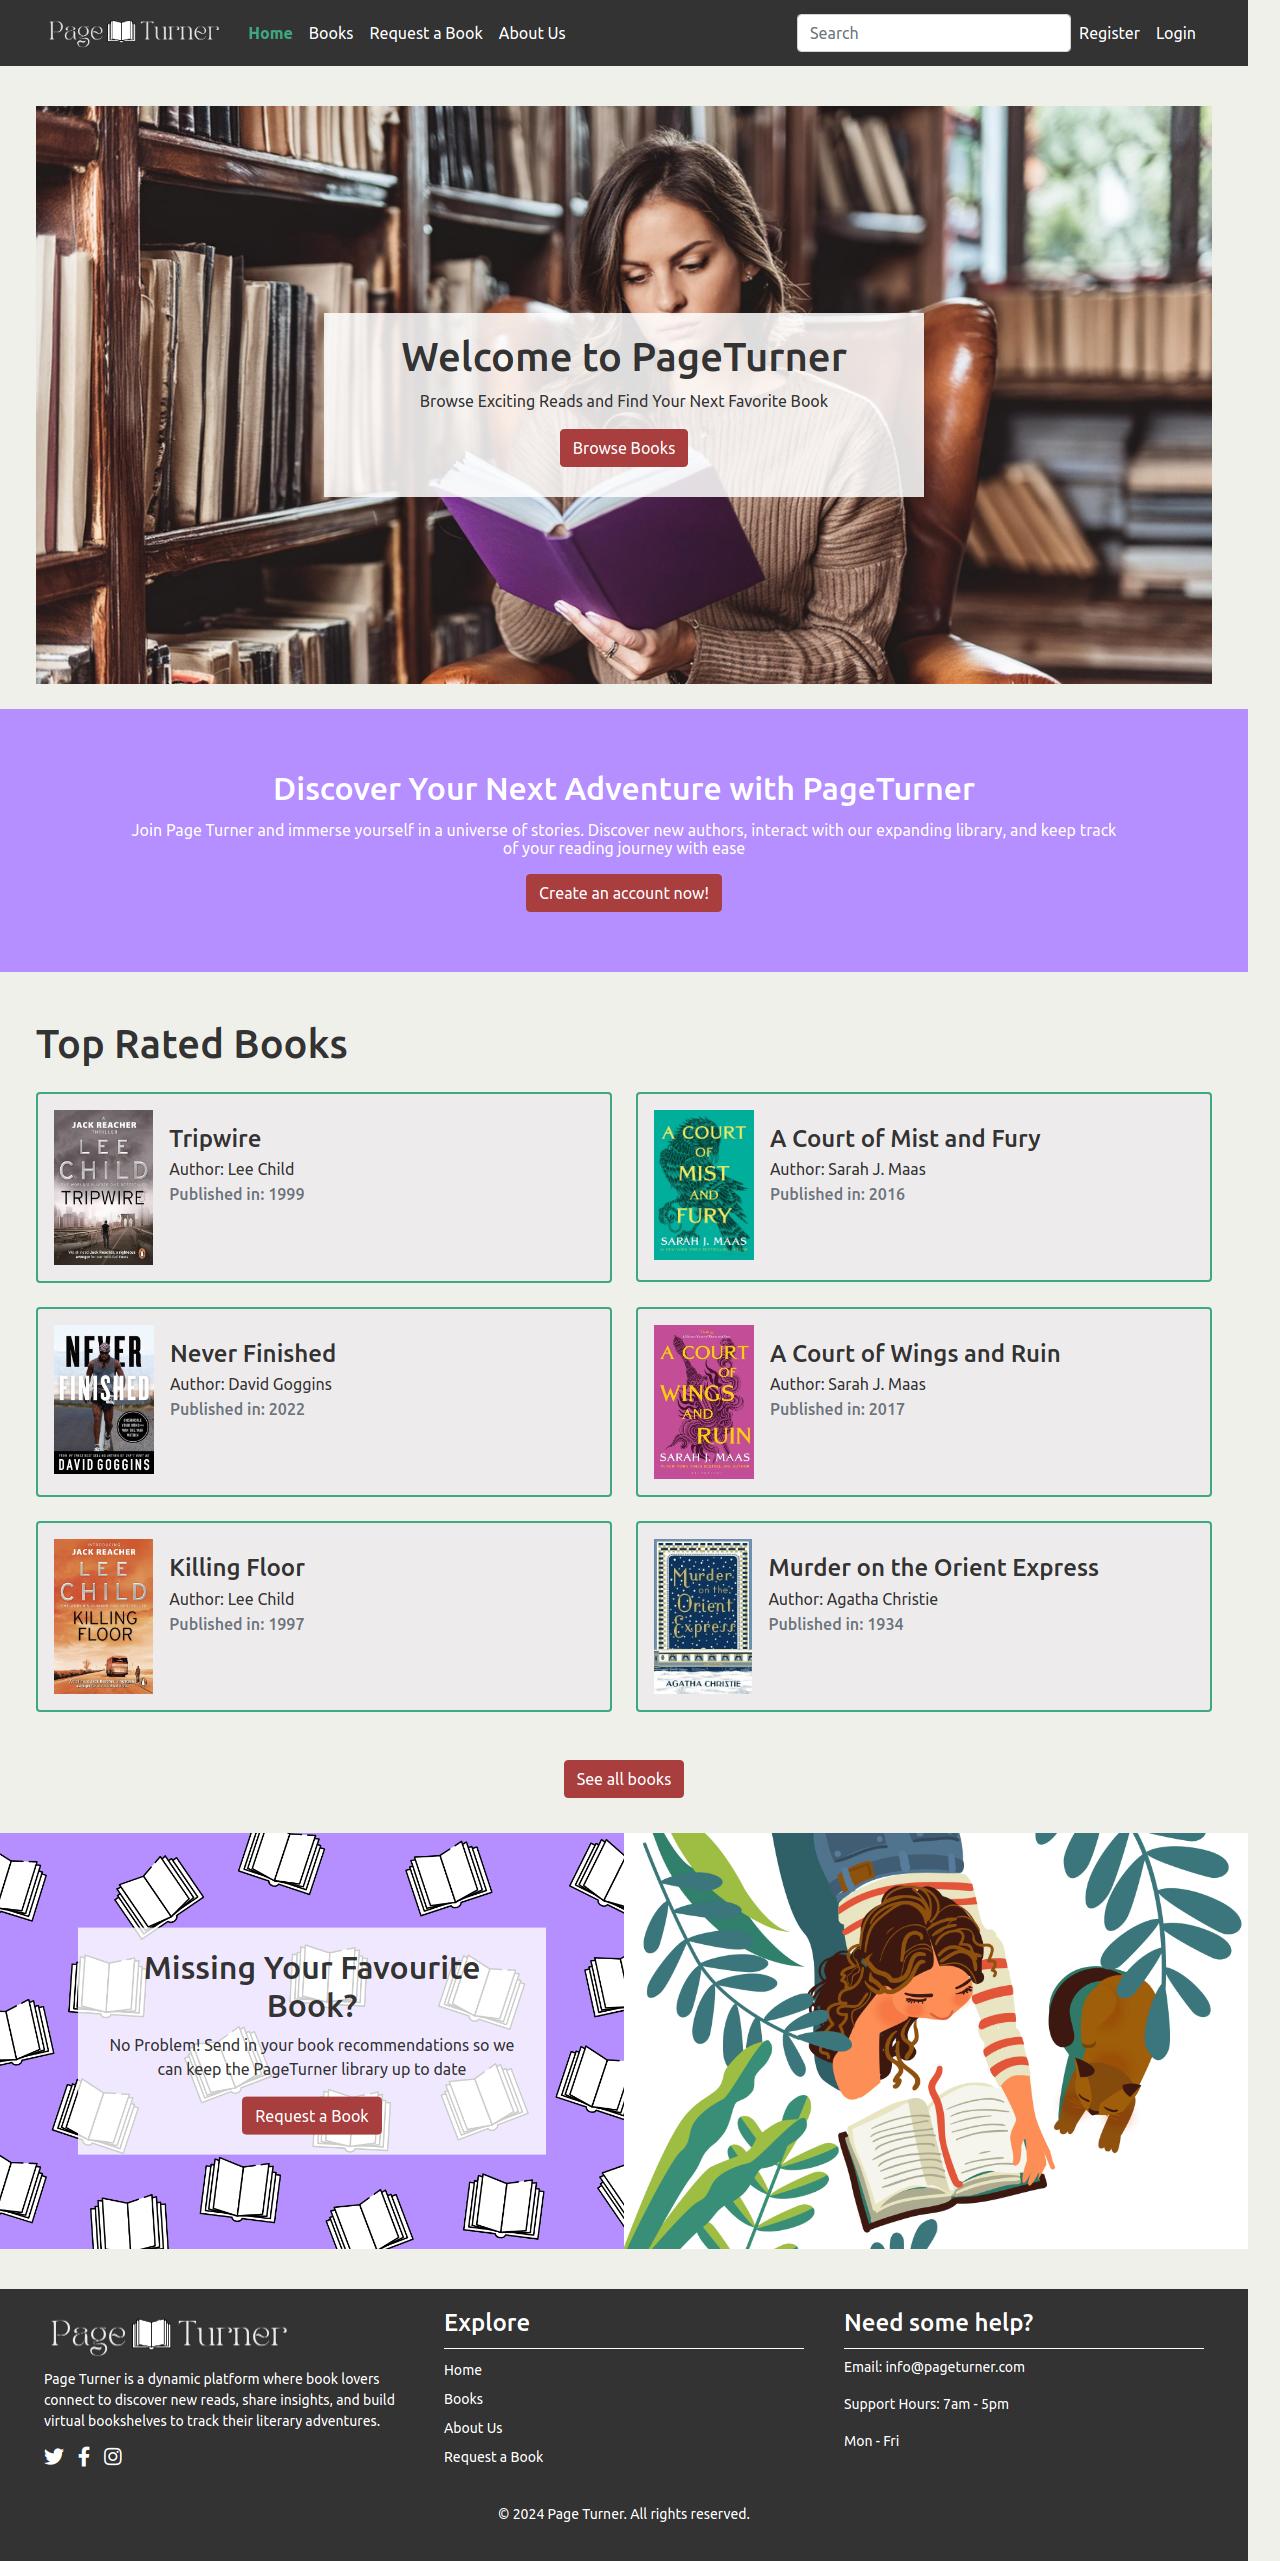 Page Turner
Home
Books
Request a Book
About Us
Search
Register
Login
Welcome to PageTurner
Browse Exciting Reads and Find Your Next Favorite Book
Browse Books
Discover Your Next Adventure with PageTurner
Join Page Turner and immerse yourself in a universe of stories. Discover new authors, interact with our expanding library, and keep track
of your reading journey with ease
Create an account now!
Top Rated Books
JACK REACHER
THRILLER
LEE
CHILD
TRIPWIRE
Tripwire
Author: Lee Child
Published in: 1999
A COURT
OF
MIST
AND
FURY
SARAH J. MAAS
A Court of Mist and Fury
Author: Sarah J. Maas
Published in: 2016
NEVER
FINISHED
DAVID GOGGINS
Never Finished
Author: David Goggins
Published in: 2022
A COURT
OF
WINGS
AND
RUIN
SARAH J. MAAS
A Court of Wings and Ruin
Author: Sarah J. Maas
Published in: 2017
INTRODUCING
JACK REACHER
LEE
CHILD
KILLING
FLOOR
Killing Floor
Author: Lee Child
Published in: 1997
Murder
on the
Orient
Express
AGATHA CHRISTIE
Murder on the Orient Express
Author: Agatha Christie
Published in: 1934
See all books
Missing Your Favourite
Book?
No Problem! Send in your book recommendations so we
can keep the PageTurner library up to date
Request a Book
Page Turner
Page Turner is a dynamic platform where book lovers
connect to discover new reads, share insights, and build
virtual bookshelves to track their literary adventures.
Explore
Home
Books
About Us
Request a Book
Need some help?
Email: info@pageturner.com
Support Hours: 7am - 5pm
Mon - Fri
© 2024 Page Turner. All rights reserved.